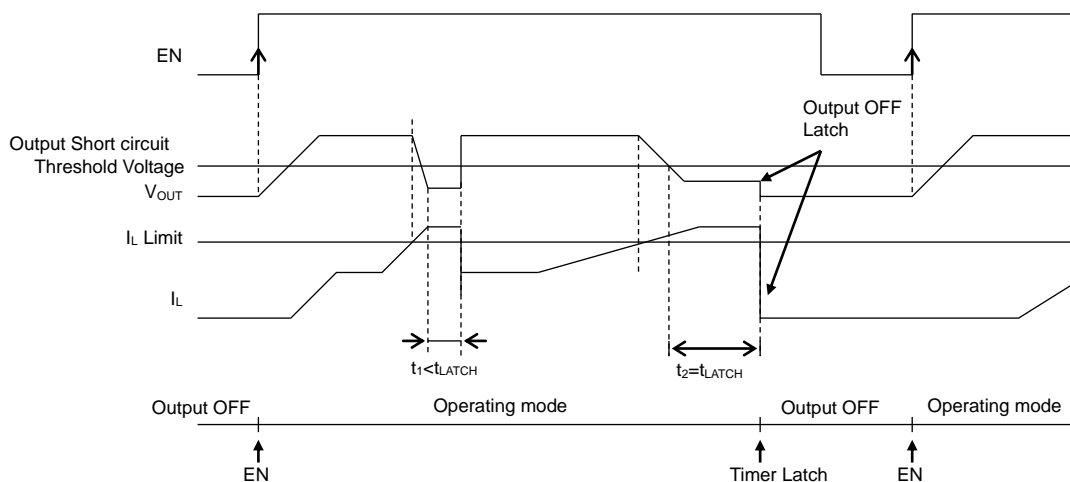 EN
Output OFF
Latch
Output Short circuit
Threshold Voltage
VOUT
IL Limit
IL
t1<tLATCH
t2=tLATCH
Output OFF
Operating mode
Output OFF
Operating mode
EN
Timer Latch
EN